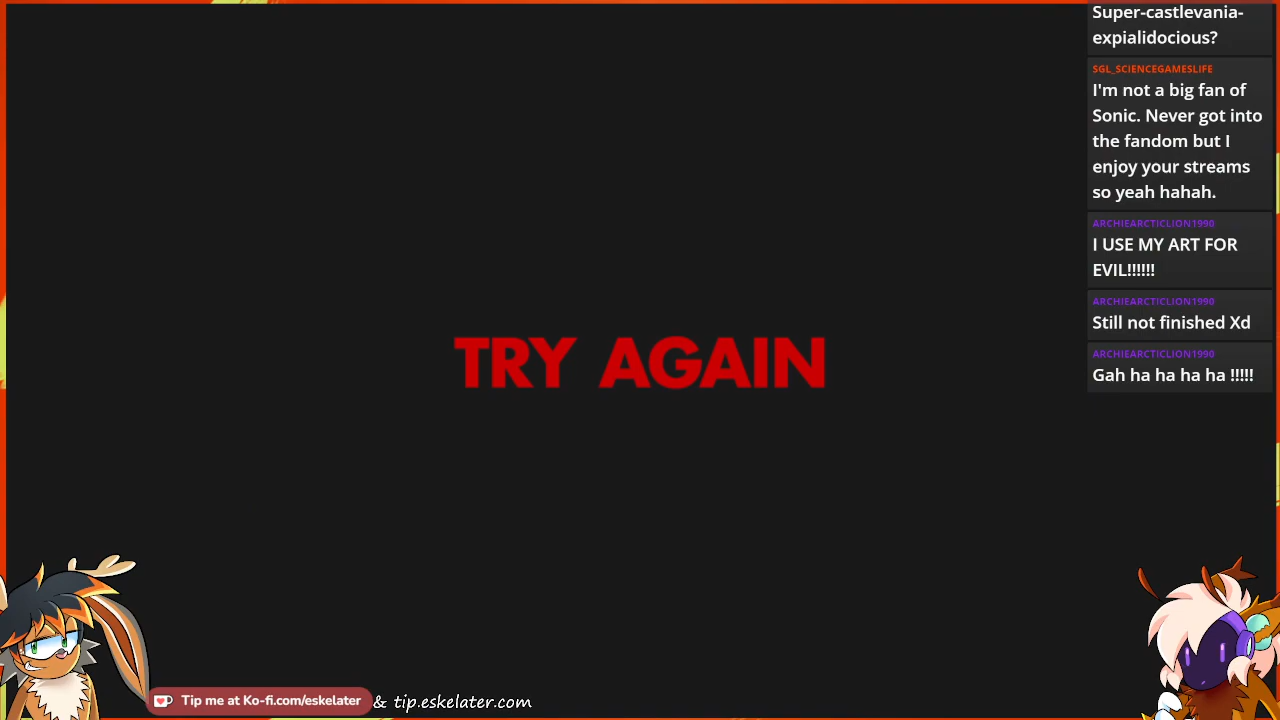 Super-castlevania-
expialidocious?
SGL_SCIENCEGAMESLIFE
I'm not a big fan of
Sonic. Never got into
the fandom but I
enjoy your streams
so yeah hahah.
ARCHIEARCTICLION1990
I USE MY ART FOR
EVIL!!!!!!
ARCHIEARCTICLION1990
Still not finished Xd
ARCHIEARCTICLION1990
Gah ha ha ha ha !!!!!
TRY AGAIN
Tip me at Ko-fi.com/eskelater & tip.eskelater.com